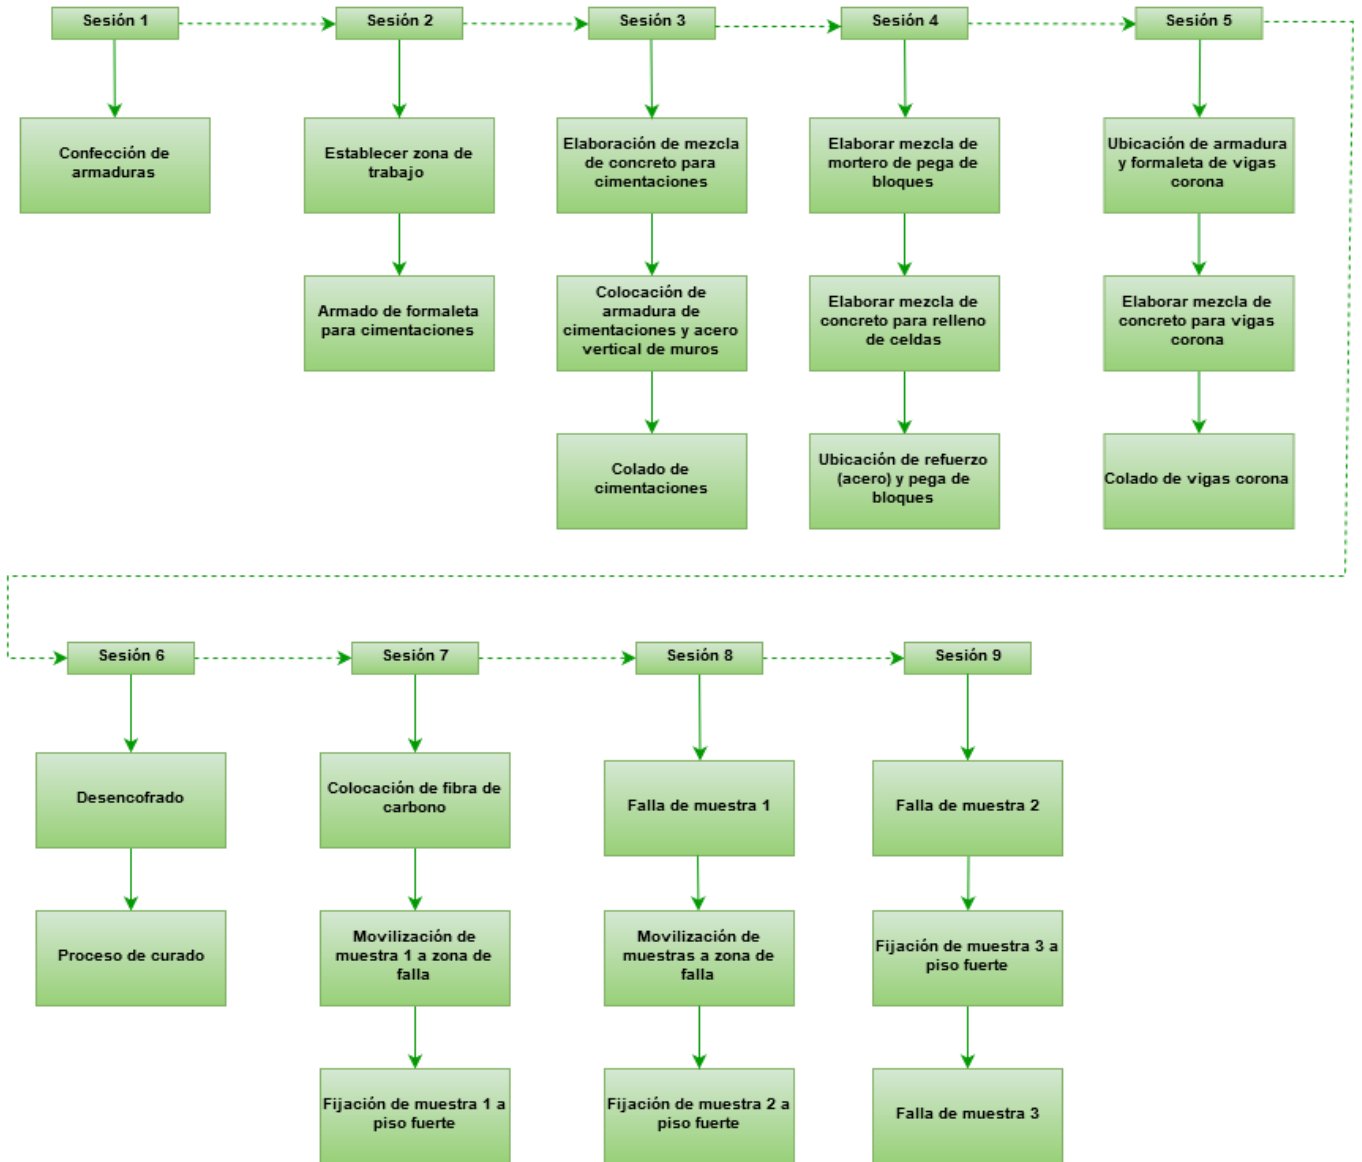 Sesión 1
Sesión 2
Sesión 3
Sesión 4
Sesión 5
Confección de
armaduras
Establecer zona de
trabajo
Armado de formaleta
para cimentaciones
Elaboración de mezcla
de concreto para
cimentaciones
Colocación de
armadura de
cimentaciones y acero
vertical de muros
Colado de
cimentaciones
Elaborar mezcla de
mortero de pega de
bloques
Elaborar mezcla de
concreto para relleno
de celdas
Ubicación de refuerzo
(acero) y pega de
bloques
Ubicación de armadura
y formaleta de vigas
corona
Elaborar mezcla de
concreto para vigas
corona
Colado de vigas corona
Sesión 6
Sesión 7
Sesión 8
Sesión 9
Desencofrado
Proceso de curado
Colocación de fibra de
carbono
Movilización de
muestra 1 a zona de
falla
Fijación de muestra 1 a
piso fuerte
Falla de muestra 1
Movilización de
muestras a zona de
falla
Fijación de muestra 2 a
piso fuerte
Falla de muestra 2
Fijación de muestra 3 a
piso fuerte
Falla de muestra 3